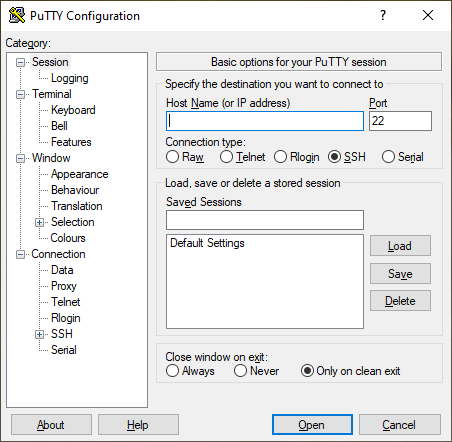 PuTTY Configuration
Category:
Session
Logging
Terminal
Keyboard
Bell
Features
Window
Appearance
Behaviour
Translation
Selection
Colours
Connection
Data
Proxy
Telnet
Rlogin
SSH
Serial
Basic options for your PuTTY session
Specify the destination you want to connect to
Host Name (or IP address) Port
22
Connection type:
Raw Telnet Rlogin SSH Serial
Load, save or delete a stored session
Saved Sessions
Default Settings
Load
Save
Delete
Close window on exit:
Always Never Only on clean exit
About Help Open Cancel